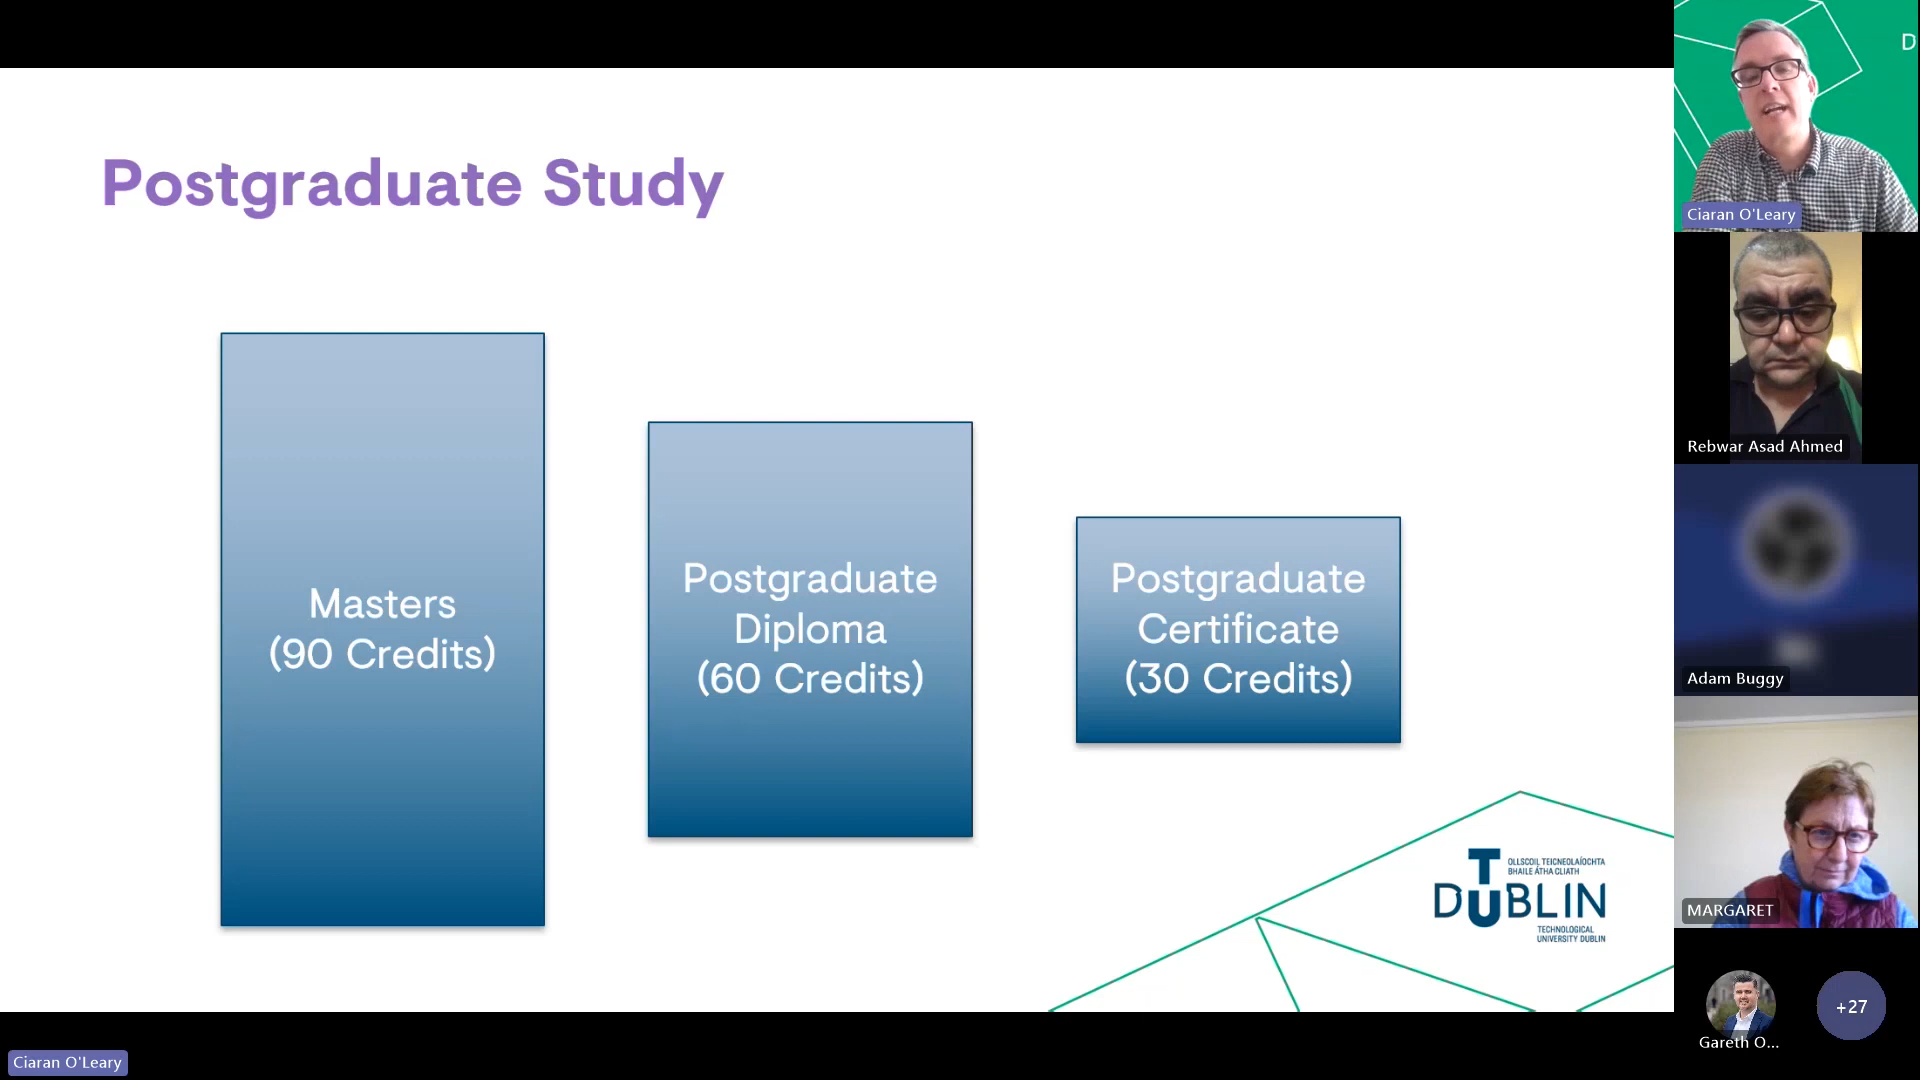 Postgraduate Study
Masters
(90 Credits)
Postgraduate
Diploma
(60 Credits)
Postgraduate
Certificate
(30 Credits)
OLLSCOIL TEICNEOLAÍOCHTA
BHAILE ÁTHA CLIATH
TU DUBLIN
TECHNOLOGICAL
UNIVERSITY DUBLIN
D
Ciaran O'Leary
Rebwar Asad Ahmed
Adam Buggy
MARGARET
+27
Gareth O...
Ciaran O'Leary